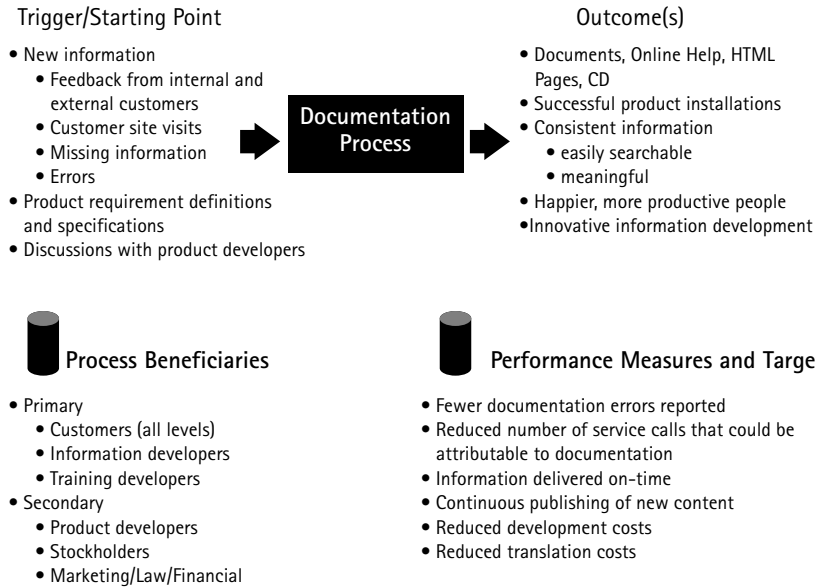 Trigger/Starting Point
• New information
• Feedback from internal and
external customers
• Customer site visits
• Missing information
• Errors
• Product requirement definitions
and specifications
• Discussions with product developers
Documentation
Process
Outcome(s)
• Documents, Online Help, HTML
Pages, CD
• Successful product installations
• Consistent information
• easily searchable
• meaningful
• Happier, more productive people
•Innovative information development
Process Beneficiaries
• Primary
• Customers (all levels)
• Information developers
• Training developers
• Secondary
• Product developers
• Stockholders
• Marketing/Law/Financial
Performance Measures and Targe
• Fewer documentation errors reported
• Reduced number of service calls that could be
attributable to documentation
• Information delivered on-time
• Continuous publishing of new content
• Reduced development costs
• Reduced translation costs